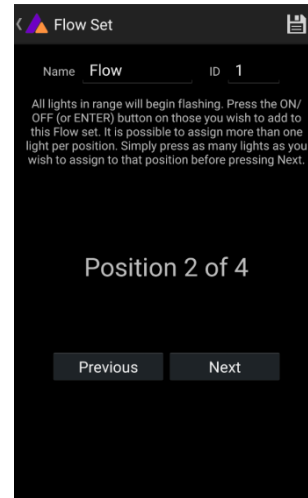 Flow Set
Name Flow ID 1
All lights in range will begin flashing. Press the ON/
OFF (or ENTER) button on those you wish to add to
this Flow set. It is possible to assign more than one
light per position. Simply press as many lights as you
wish to assign to that position before pressing Next.
Position 2 of 4
Previous Next